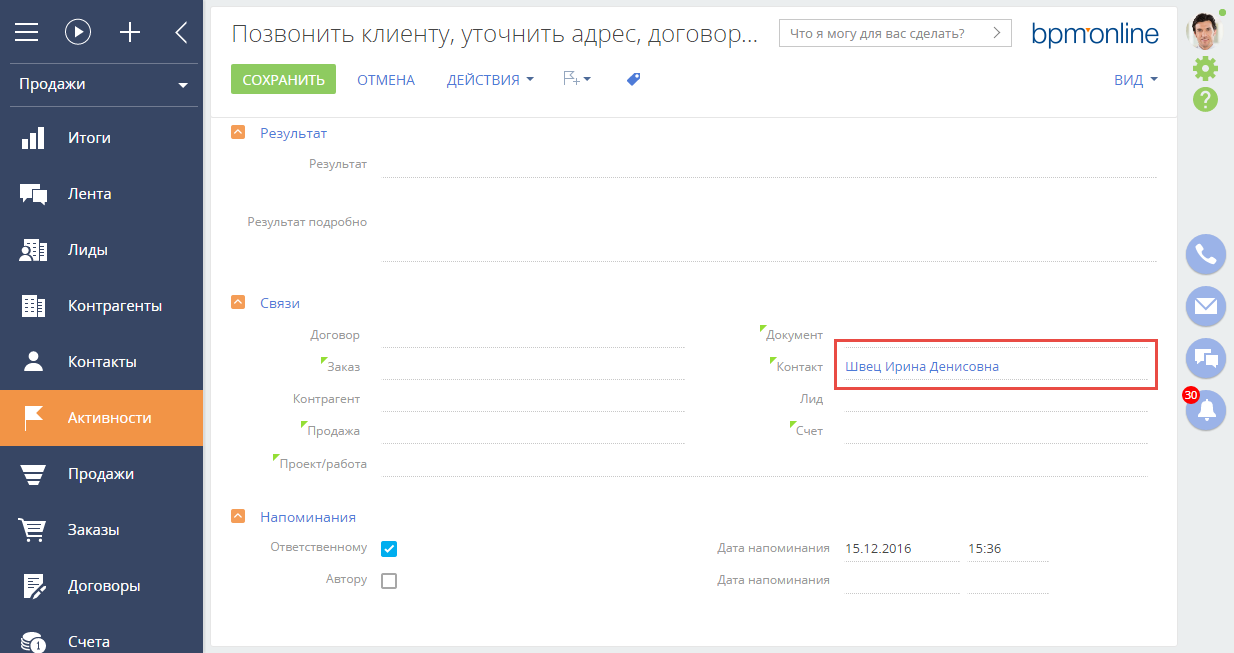 Продажи
Итоги
Лента
Лиды
Контрагенты
Контакты
Активности
Продажи
Заказы
Договоры
Счета
1
Позвонить клиенту, уточнить адрес, договор...
Что я могу для вас сделать?
bpm'online
СОХРАНИТЬ ОТМЕНА ДЕЙСТВИЯ ВИД
Результат
Результат
Результат подробно
Связи
Договор Документ
Заказ Контакт Швец Ирина Денисовна
Контрагент Лид
Продажа Счет
Проект/работа
Напоминания
Ответственному Дата напоминания 15.12.2016 15:36
Автору Дата напоминания
?
30